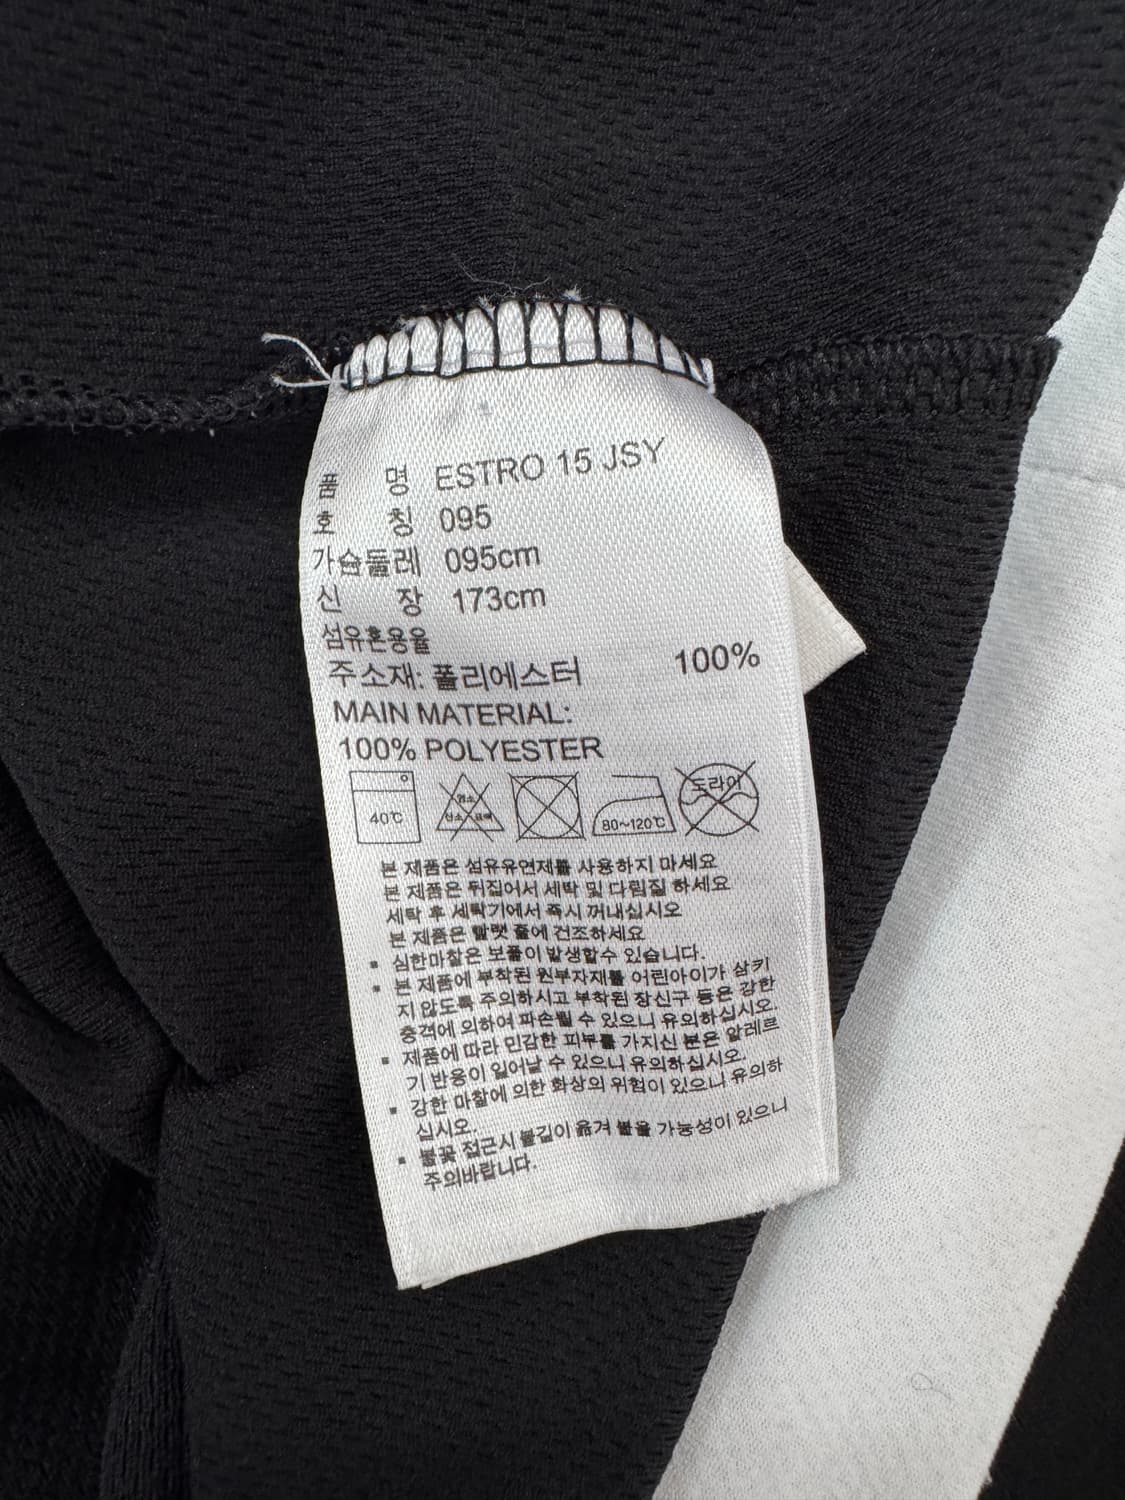 품 명 ESTRO 15 JSY
호 칭 095
가슴둘레 095cm
신 장 173cm
섬유혼용율
주소재: 폴리에스터 100%
MAIN MATERIAL:
100% POLYESTER
40℃ 염소 산소 표백 80~120℃ 드라이
본 제품은 섬유유연제를 사용하지 마세요
본 제품은 뒤집어서 세탁 및 다림질 하세요
세탁 후 세탁기에서 즉시 꺼내십시오
본 제품은 빨랫 줄에 건조하세요
▪ 심한마찰은 보풀이 발생할수 있습니다.
▪ 본 제품에 부착된 원부자재를 어린아이가 삼키
지 않도록 주의하시고 부착된 장신구 등은 강한
충격에 의하여 파손될 수 있으니 유의하십시오.
▪ 제품에 따라 민감한 피부를 가지신 분은 알레르
기 반응이 일어날 수 있으니 유의하십시오.
▪ 강한 마찰에 의한 화상의 위험이 있으니 유의하
십시오.
▪ 불꽃 접근시 불길이 옮겨 붙을 가능성이 있으니
주의바랍니다.